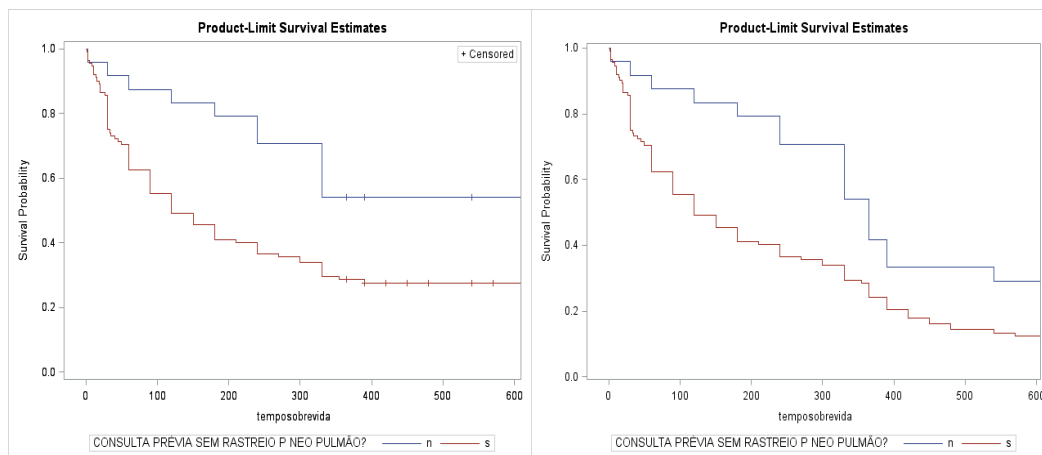 Product-Limit Survival Estimates
+ Censored
1.0
0.8
0.6
0.4
0.2
0.0
Survival Probability
0 100 200 300 400 500 600
temposobrevida
CONSULTA PRÉVIA SEM RASTREIO P NEO PULMÃO? n s
Product-Limit Survival Estimates
1.0
0.8
0.6
0.4
0.2
0.0
Survival Probability
0 100 200 300 400 500 600
temposobrevida
CONSULTA PRÉVIA SEM RASTREIO P NEO PULMÃO? n s